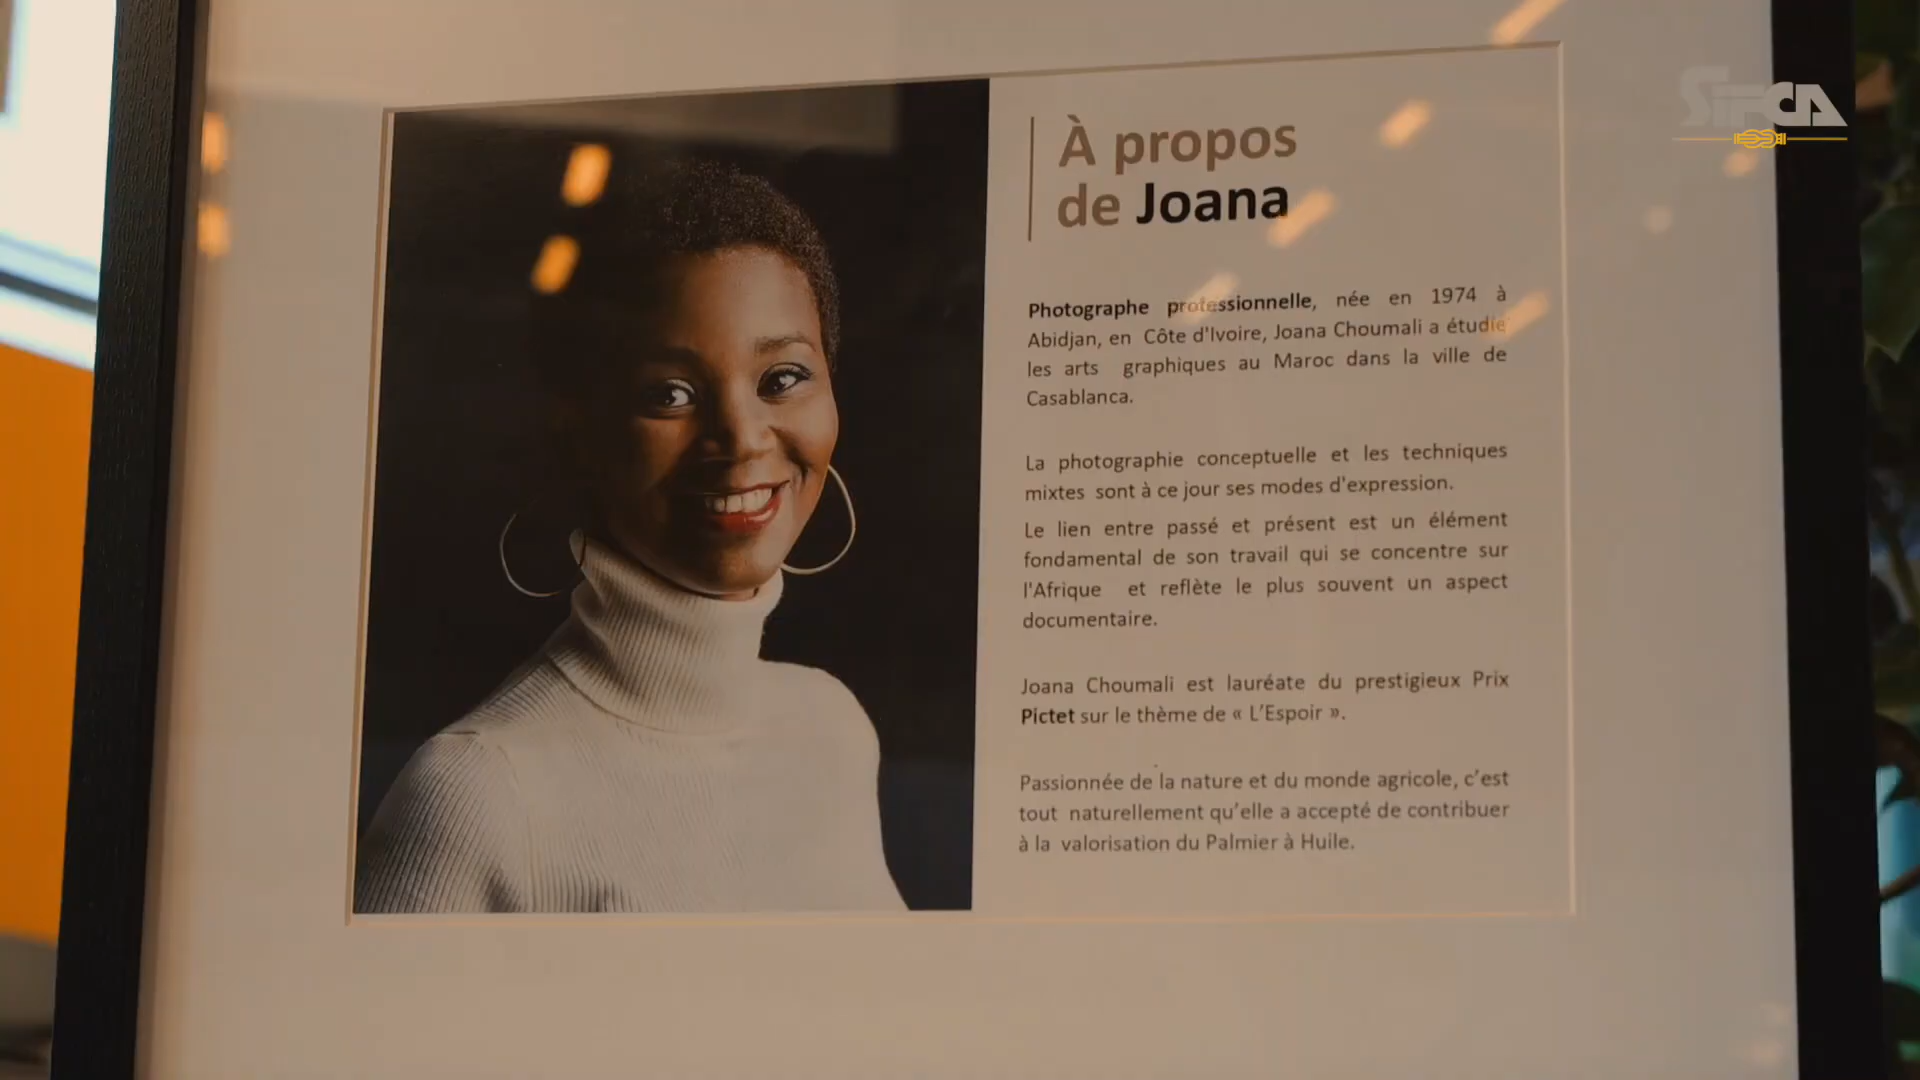 SIFCA
À propos
de Joana
Photographe professionnelle, née en 1974 à
Abidjan, en Côte d'Ivoire, Joana Choumali a étudié
les arts graphiques au Maroc dans la ville de
Casablanca.
La photographie conceptuelle et les techniques
mixtes sont à ce jour ses modes d'expression.
Le lien entre passé et présent est un élément
fondamental de son travail qui se concentre sur
l'Afrique et reflète le plus souvent un aspect
documentaire.
Joana Choumali est lauréate du prestigieux Prix
Pictet sur le thème de « L’Espoir ».
Passionnée de la nature et du monde agricole, c’est
tout naturellement qu’elle a accepté de contribuer
à la valorisation du Palmier à Huile.